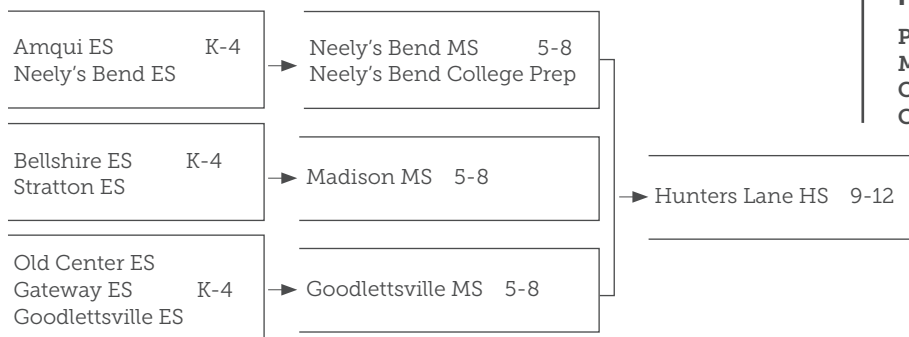 Amqui ES K-4
Neely's Bend ES
Neely's Bend MS 5-8
Neely's Bend College Prep
Bellshire ES K-4
Stratton ES
Madison MS 5-8
Old Center ES
Gateway ES K-4
Goodlettsville ES
Goodlettsville MS 5-8
Hunters Lane HS 9-12